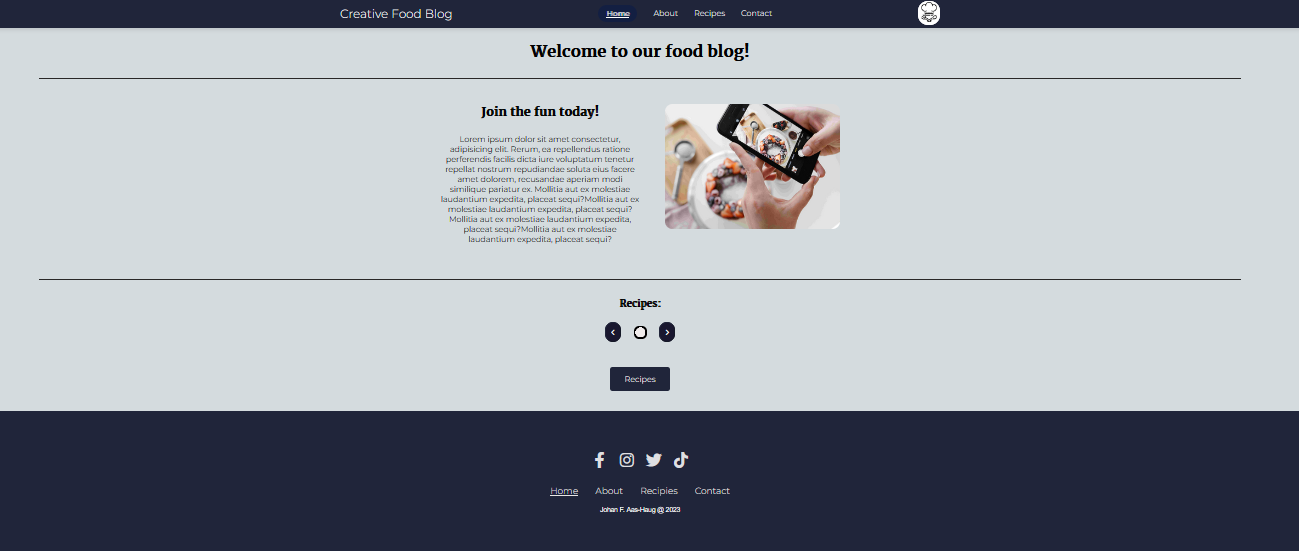 Creative Food Blog
Home About Recipes Contact
Welcome to our food blog!
Join the fun today!
Lorem ipsum dolor sit amet consectetur,
adipisicing elit. Rerum, ea repellendus ratione
perferendis facilis dicta iure voluptatum tenetur
repellat nostrum repudiandae soluta eius facere
amet dolorem, recusandae aperiam modi
similique pariatur ex. Mollitia aut ex molestiae
laudantium expedita, placeat sequi?Mollitia aut ex
molestiae laudantium expedita, placeat sequi?
Mollitia aut ex molestiae laudantium expedita,
placeat sequi?Mollitia aut ex molestiae
laudantium expedita, placeat sequi?
Recipes:
Recipes
Home About Recipies Contact
Johan F. Aas-Haug @ 2023